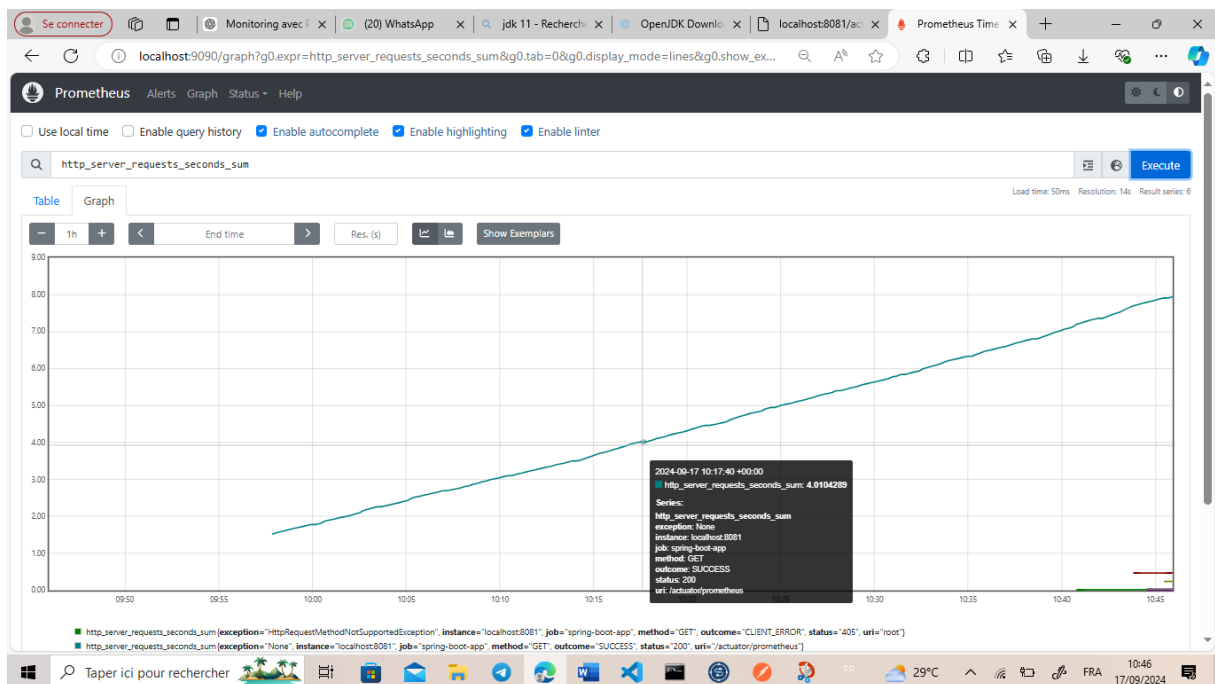 Se connecter
Monitoring avec P
(20) WhatsApp
jdk 11 - Recherch
OpenJDK Downlo
localhost:8081/act
Prometheus Time
localhost:9090/graph?g0.expr=http_server_requests_seconds_sum&g0.tab=0&g0.display_mode=lines&g0.show_ex...
Prometheus Alerts Graph Status Help
Use local time Enable query history Enable autocomplete Enable highlighting Enable linter
http_server_requests_seconds_sum
Execute
Table Graph
Load time: 50ms Resolution: 14s Result series: 6
1h End time Res. (s) Show Exemplars
9.00
8.00
7.00
6.00
5.00
4.00
3.00
2.00
1.00
0.00
2024-09-17 10:17:40 +00:00
http_server_requests_seconds_sum: 4.0104289
Series:
http_server_requests_seconds_sum
exception: None
instance: localhost:8081
job: spring-boot-app
method: GET
outcome: SUCCESS
status: 200
uri: /actuator/prometheus
09:50 09:55 10:00 10:05 10:10 10:15 10:25 10:30 10:35 10:40 10:45
http_server_requests_seconds_sum{exception="HttpRequestMethodNotSupportedException", instance="localhost:8081", job="spring-boot-app", method="GET", outcome="CLIENT_ERROR", status="405", uri="root"}
http_server_requests_seconds_sum{exception="None", instance="localhost:8081", job="spring-boot-app", method="GET", outcome="SUCCESS", status="200", uri="/actuator/prometheus"}
Taper ici pour rechercher
FR
29°C
FRA
10:46
17/09/2024